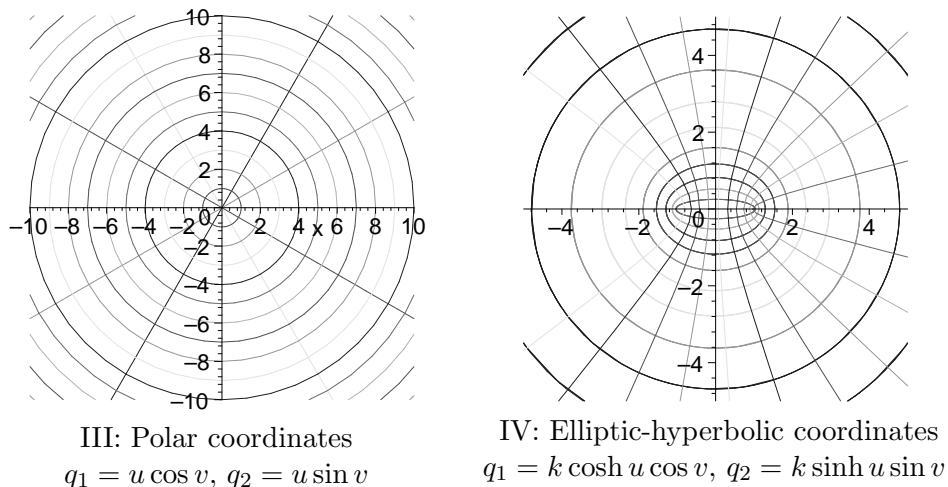 10
8
6
4
2
0
−10 −8 −6 −4 −2 2 4 x 6 8 10
−2
−4
−6
−8
−10
4
2
−4 −2 0 2 4
−2
−4
III: Polar coordinates
q₁ = u cos v, q₂ = u sin v
IV: Elliptic-hyperbolic coordinates
q₁ = k cosh u cos v, q₂ = k sinh u sin v